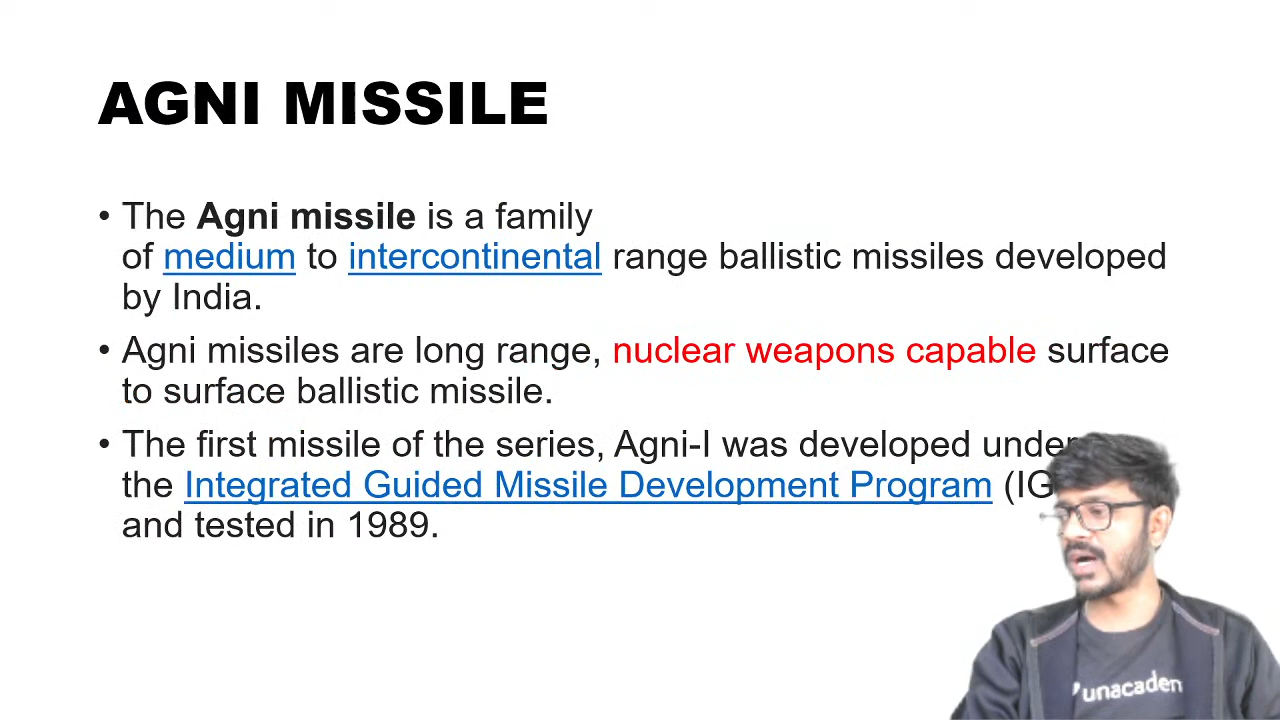 AGNI MISSILE
• The Agni missile is a family
of medium to intercontinental range ballistic missiles developed
by India.
• Agni missiles are long range, nuclear weapons capable surface
to surface ballistic missile.
• The first missile of the series, Agni-I was developed under
the Integrated Guided Missile Development Program (IG
and tested in 1989.
unacaden